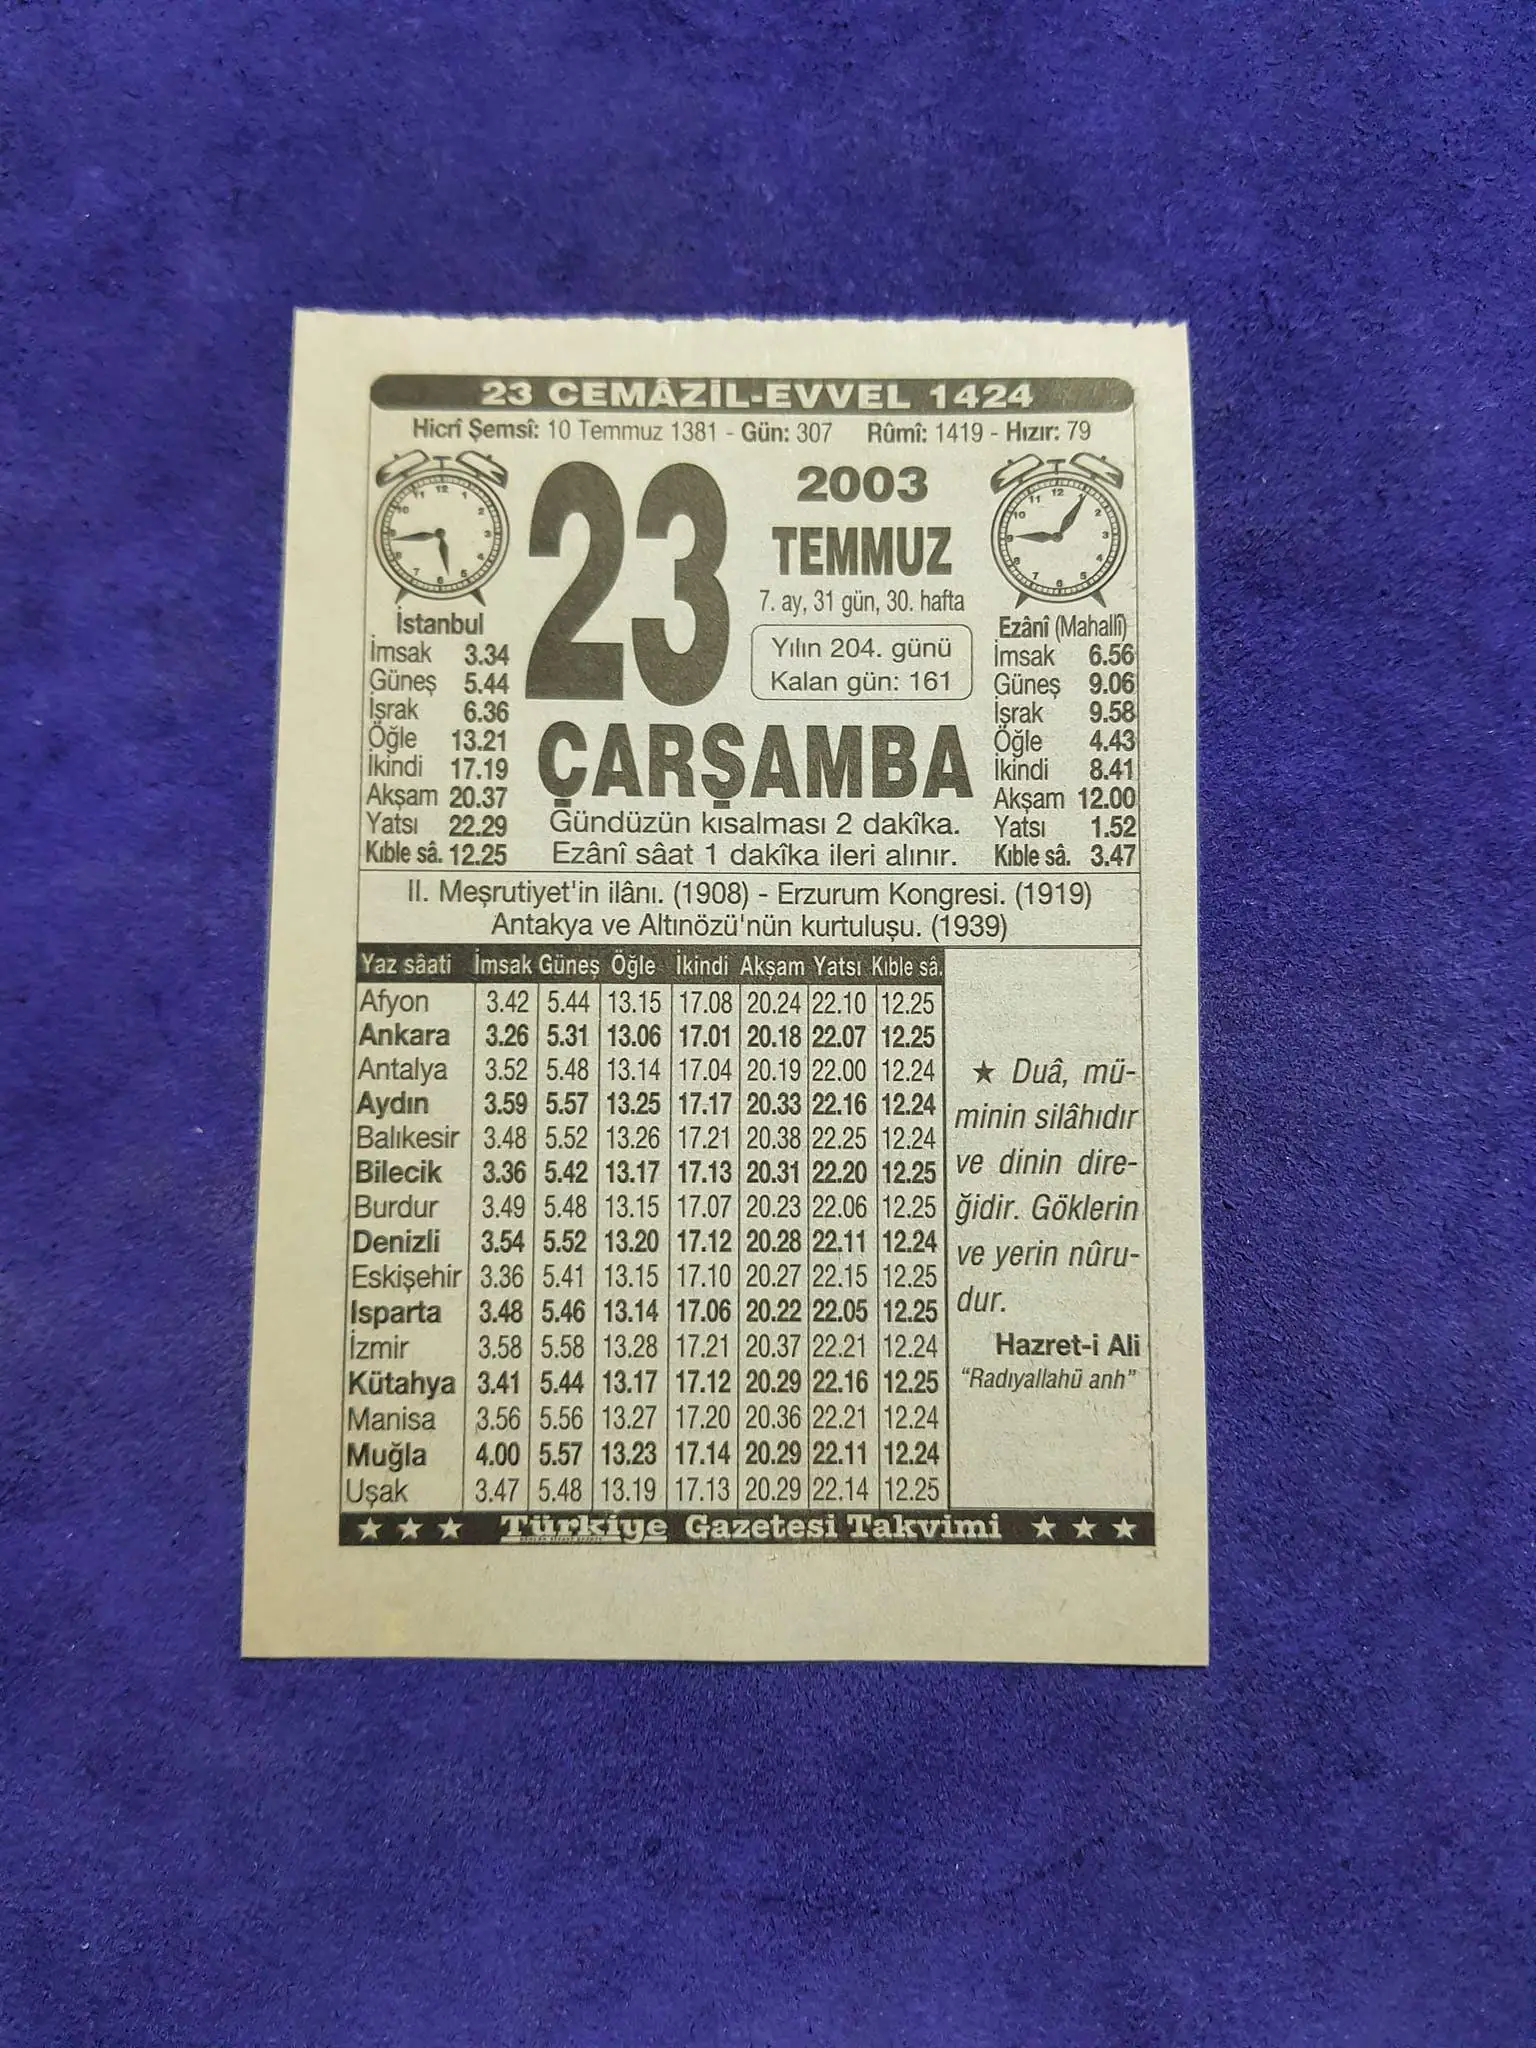 23 CEMÂZİL-EVVEL 1424
Hicrî Şemsî: 10 Temmuz 1381 - Gün: 307 Rûmî: 1419 - Hızır: 79
23
2003
TEMMUZ
7. ay, 31 gün, 30. hafta
Yılın 204. günü
Kalan gün: 161
ÇARŞAMBA
Gündüzün kısalması 2 dakîka.
Ezânî sâat 1 dakîka ileri alınır.
İstanbul
İmsak 3.34
Güneş 5.44
İşrak 6.36
Öğle 13.21
İkindi 17.19
Akşam 20.37
Yatsı 22.29
Kıble sâ. 12.25
Ezânî (Mahallî)
İmsak 6.56
Güneş 9.06
İşrak 9.58
Öğle 4.43
İkindi 8.41
Akşam 12.00
Yatsı 1.52
Kıble sâ. 3.47
II. Meşrutiyet'in ilânı. (1908) - Erzurum Kongresi. (1919)
Antakya ve Altınözü'nün kurtuluşu. (1939)
Yaz sâati İmsak Güneş Öğle İkindi Akşam Yatsı Kıble sâ.
Afyon 3.42 5.44 13.15 17.08 20.24 22.10 12.25
Ankara 3.26 5.31 13.06 17.01 20.18 22.07 12.25
Antalya 3.52 5.48 13.14 17.04 20.19 22.00 12.24
Aydın 3.59 5.57 13.25 17.17 20.33 22.16 12.24
Balıkesir 3.48 5.52 13.26 17.21 20.38 22.25 12.24
Bilecik 3.36 5.42 13.17 17.13 20.31 22.20 12.25
Burdur 3.49 5.48 13.15 17.07 20.23 22.06 12.25
Denizli 3.54 5.52 13.20 17.12 20.28 22.11 12.24
Eskişehir 3.36 5.41 13.15 17.10 20.27 22.15 12.25
Isparta 3.48 5.46 13.14 17.06 20.22 22.05 12.25
İzmir 3.58 5.58 13.28 17.21 20.37 22.21 12.24
Kütahya 3.41 5.44 13.17 17.12 20.29 22.16 12.25
Manisa 3.56 5.56 13.27 17.20 20.36 22.21 12.24
Muğla 4.00 5.57 13.23 17.14 20.29 22.11 12.24
Uşak 3.47 5.48 13.19 17.13 20.29 22.14 12.25
★ Duâ, mü-
minin silâhıdır
ve dinin dire-
ğidir. Göklerin
ve yerin nûru-
dur.
Hazret-i Ali
“Radıyallahü anh”
★ ★ ★ Türkiye Gazetesi Takvimi ★ ★ ★